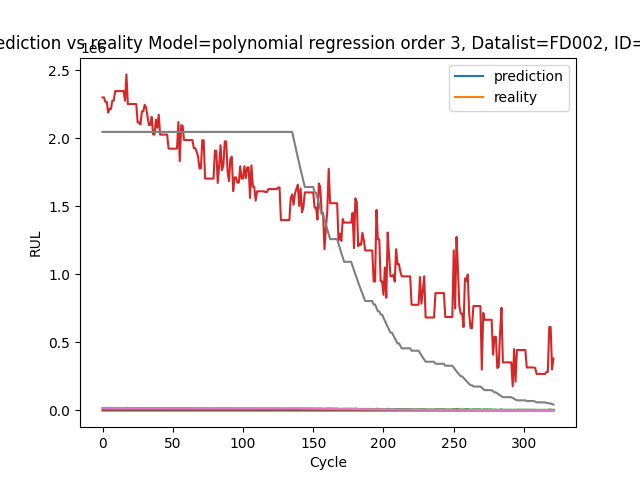 ediction vs reality Model=polynomial regression order 3, Datalist=FD002, ID=
1e6
prediction
reality
2.5
2.0
1.5
1.0
0.5
0.0
RUL
0 50 100 150 200 250 300
Cycle